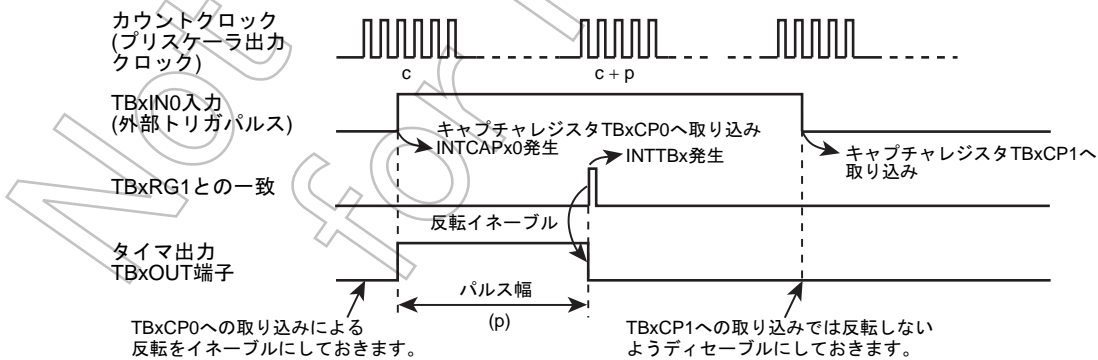 カウントクロック
(プリスケーラ出力
クロック)
c
c + p
TBxIN0入力
(外部トリガパルス)
キャプチャレジスタTBxCP0へ取り込み
INTCAPx0発生
INTTBx発生
キャプチャレジスタTBxCP1へ
取り込み
TBxRG1との一致
反転イネーブル
タイマ出力
TBxOUT端子
パルス幅
(p)
TBxCP0への取り込みによる
反転をイネーブルにしておきます。
TBxCP1への取り込みでは反転しない
ようディセーブルにしておきます。
Not
for